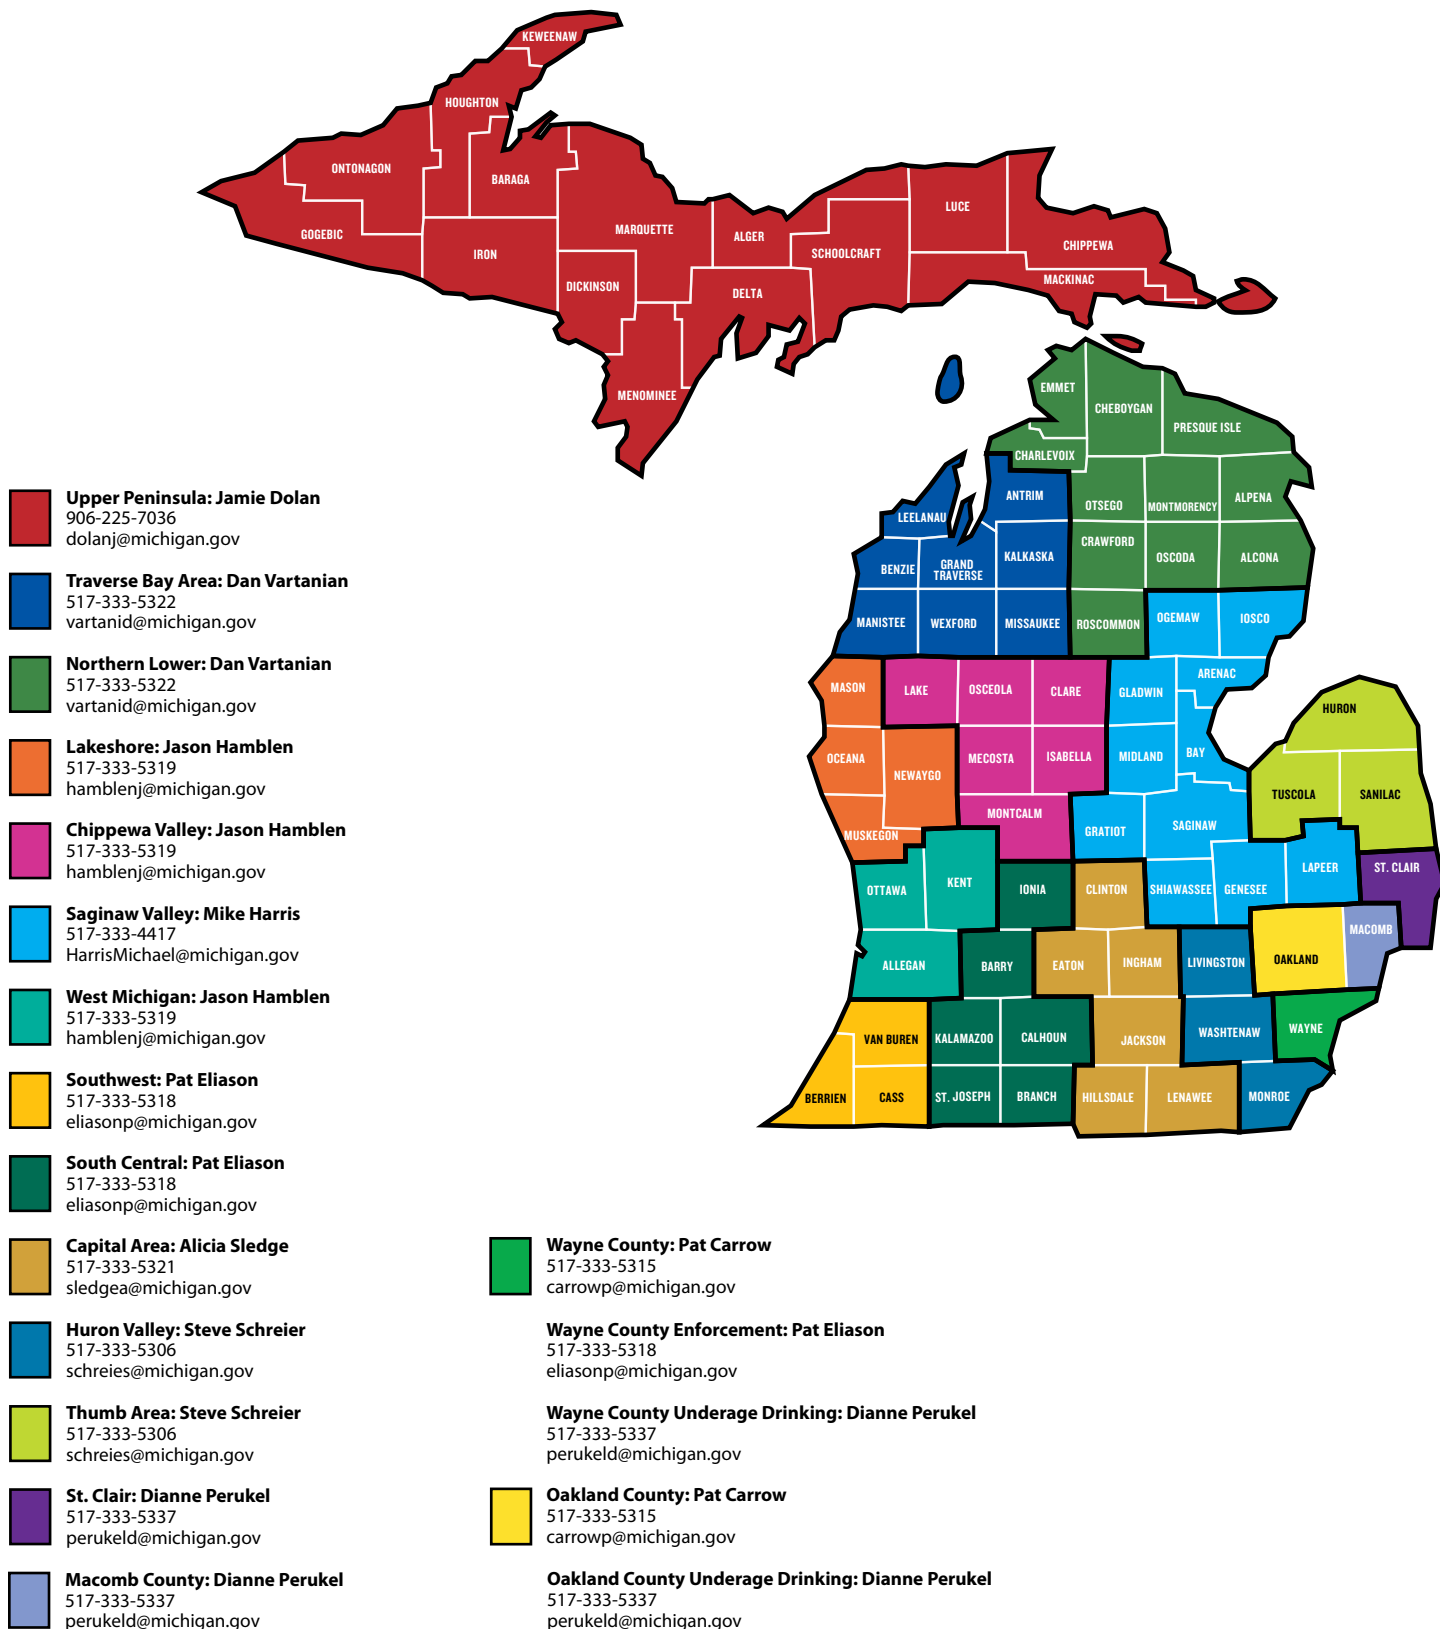 KEWEENAW
HOUGHTON
ONTONAGON
BARAGA
GOGEBIC
IRON
MARQUETTE
DICKINSON
ALGER
DELTA
SCHOOLCRAFT
LUCE
CHIPPEWA
MACKINAC
MENOMINEE
EMMET
CHEBOYGAN
PRESQUE ISLE
CHARLEVOIX
ANTRIM
OTSEGO
MONTMORENCY
ALPENA
LEELANAU
BENZIE
GRAND
TRAVERSE
KALKASKA
CRAWFORD
OSCODA
ALCONA
MANISTEE
WEXFORD
MISSAUKEE
ROSCOMMON
OGEMAW
IOSCO
MASON
LAKE
OSCEOLA
CLARE
GLADWIN
ARENAC
OCEANA
NEWAYGO
MECOSTA
ISABELLA
MIDLAND
BAY
HURON
TUSCOLA
SANILAC
MUSKEGON
MONTCALM
GRATIOT
SAGINAW
OTTAWA
KENT
IONIA
CLINTON
SHIAWASSEE
GENESEE
LAPEER
ST. CLAIR
ALLEGAN
BARRY
EATON
INGHAM
LIVINGSTON
OAKLAND
MACOMB
VAN BUREN
KALAMAZOO
CALHOUN
JACKSON
WASHTENAW
WAYNE
BERRIEN
CASS
ST. JOSEPH
BRANCH
HILLSDALE
LENAWEE
MONROE
Upper Peninsula: Jamie Dolan
906-225-7036
dolanj@michigan.gov
Traverse Bay Area: Dan Vartanian
517-333-5322
vartanid@michigan.gov
Northern Lower: Dan Vartanian
517-333-5322
vartanid@michigan.gov
Lakeshore: Jason Hamblen
517-333-5319
hamblenj@michigan.gov
Chippewa Valley: Jason Hamblen
517-333-5319
hamblenj@michigan.gov
Saginaw Valley: Mike Harris
517-333-4417
HarrisMichael@michigan.gov
West Michigan: Jason Hamblen
517-333-5319
hamblenj@michigan.gov
Southwest: Pat Eliason
517-333-5318
eliasonp@michigan.gov
South Central: Pat Eliason
517-333-5318
eliasonp@michigan.gov
Capital Area: Alicia Sledge
517-333-5321
sledgea@michigan.gov
Huron Valley: Steve Schreier
517-333-5306
schreies@michigan.gov
Thumb Area: Steve Schreier
517-333-5306
schreies@michigan.gov
St. Clair: Dianne Perukel
517-333-5337
perukeld@michigan.gov
Macomb County: Dianne Perukel
517-333-5337
perukeld@michigan.gov
Wayne County: Pat Carrow
517-333-5315
carrowp@michigan.gov
Wayne County Enforcement: Pat Eliason
517-333-5318
eliasonp@michigan.gov
Wayne County Underage Drinking: Dianne Perukel
517-333-5337
perukeld@michigan.gov
Oakland County: Pat Carrow
517-333-5315
carrowp@michigan.gov
Oakland County Underage Drinking: Dianne Perukel
517-333-5337
perukeld@michigan.gov